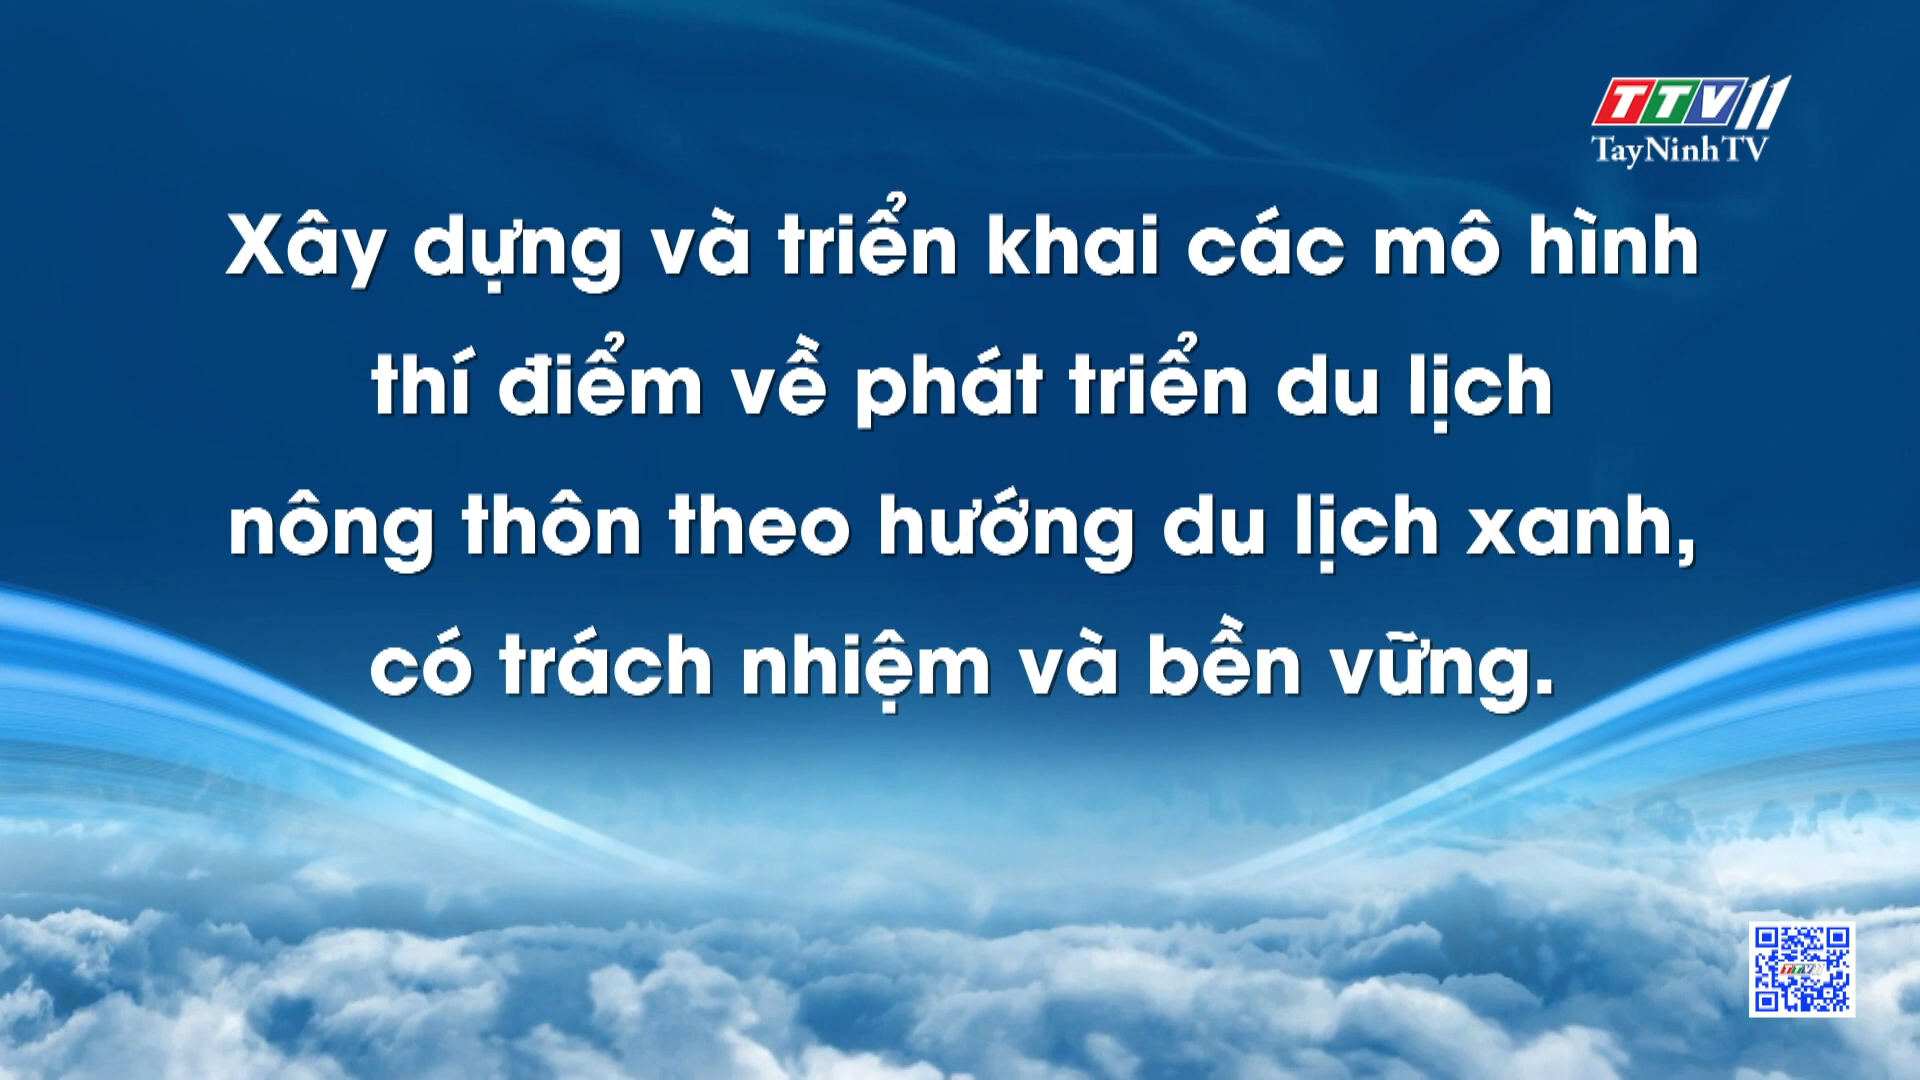 TTV11
TayNinhTV
Xây dựng và triển khai các mô hình
thí điểm về phát triển du lịch
nông thôn theo hướng du lịch xanh,
có trách nhiệm và bền vững.
TTV11